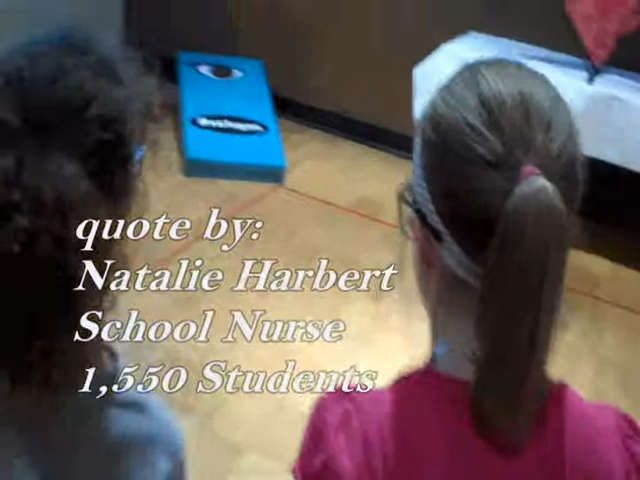 quote by:
Natalie Harbert
School Nurse
1,550 Students